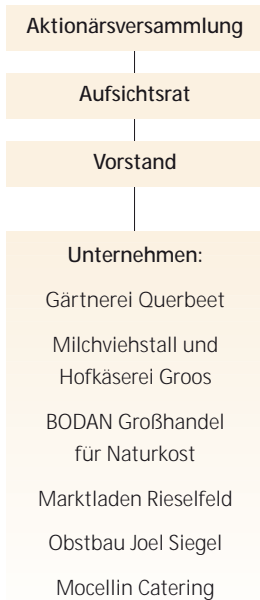 Aktionärsversammlung
Aufsichtsrat
Vorstand
Unternehmen:
Gärtnerei Querbeet
Milchviehstall und
Hofkäserei Groos
BODAN Großhandel
für Naturkost
Marktladen Rieselfeld
Obstbau Joel Siegel
Mocellin Catering